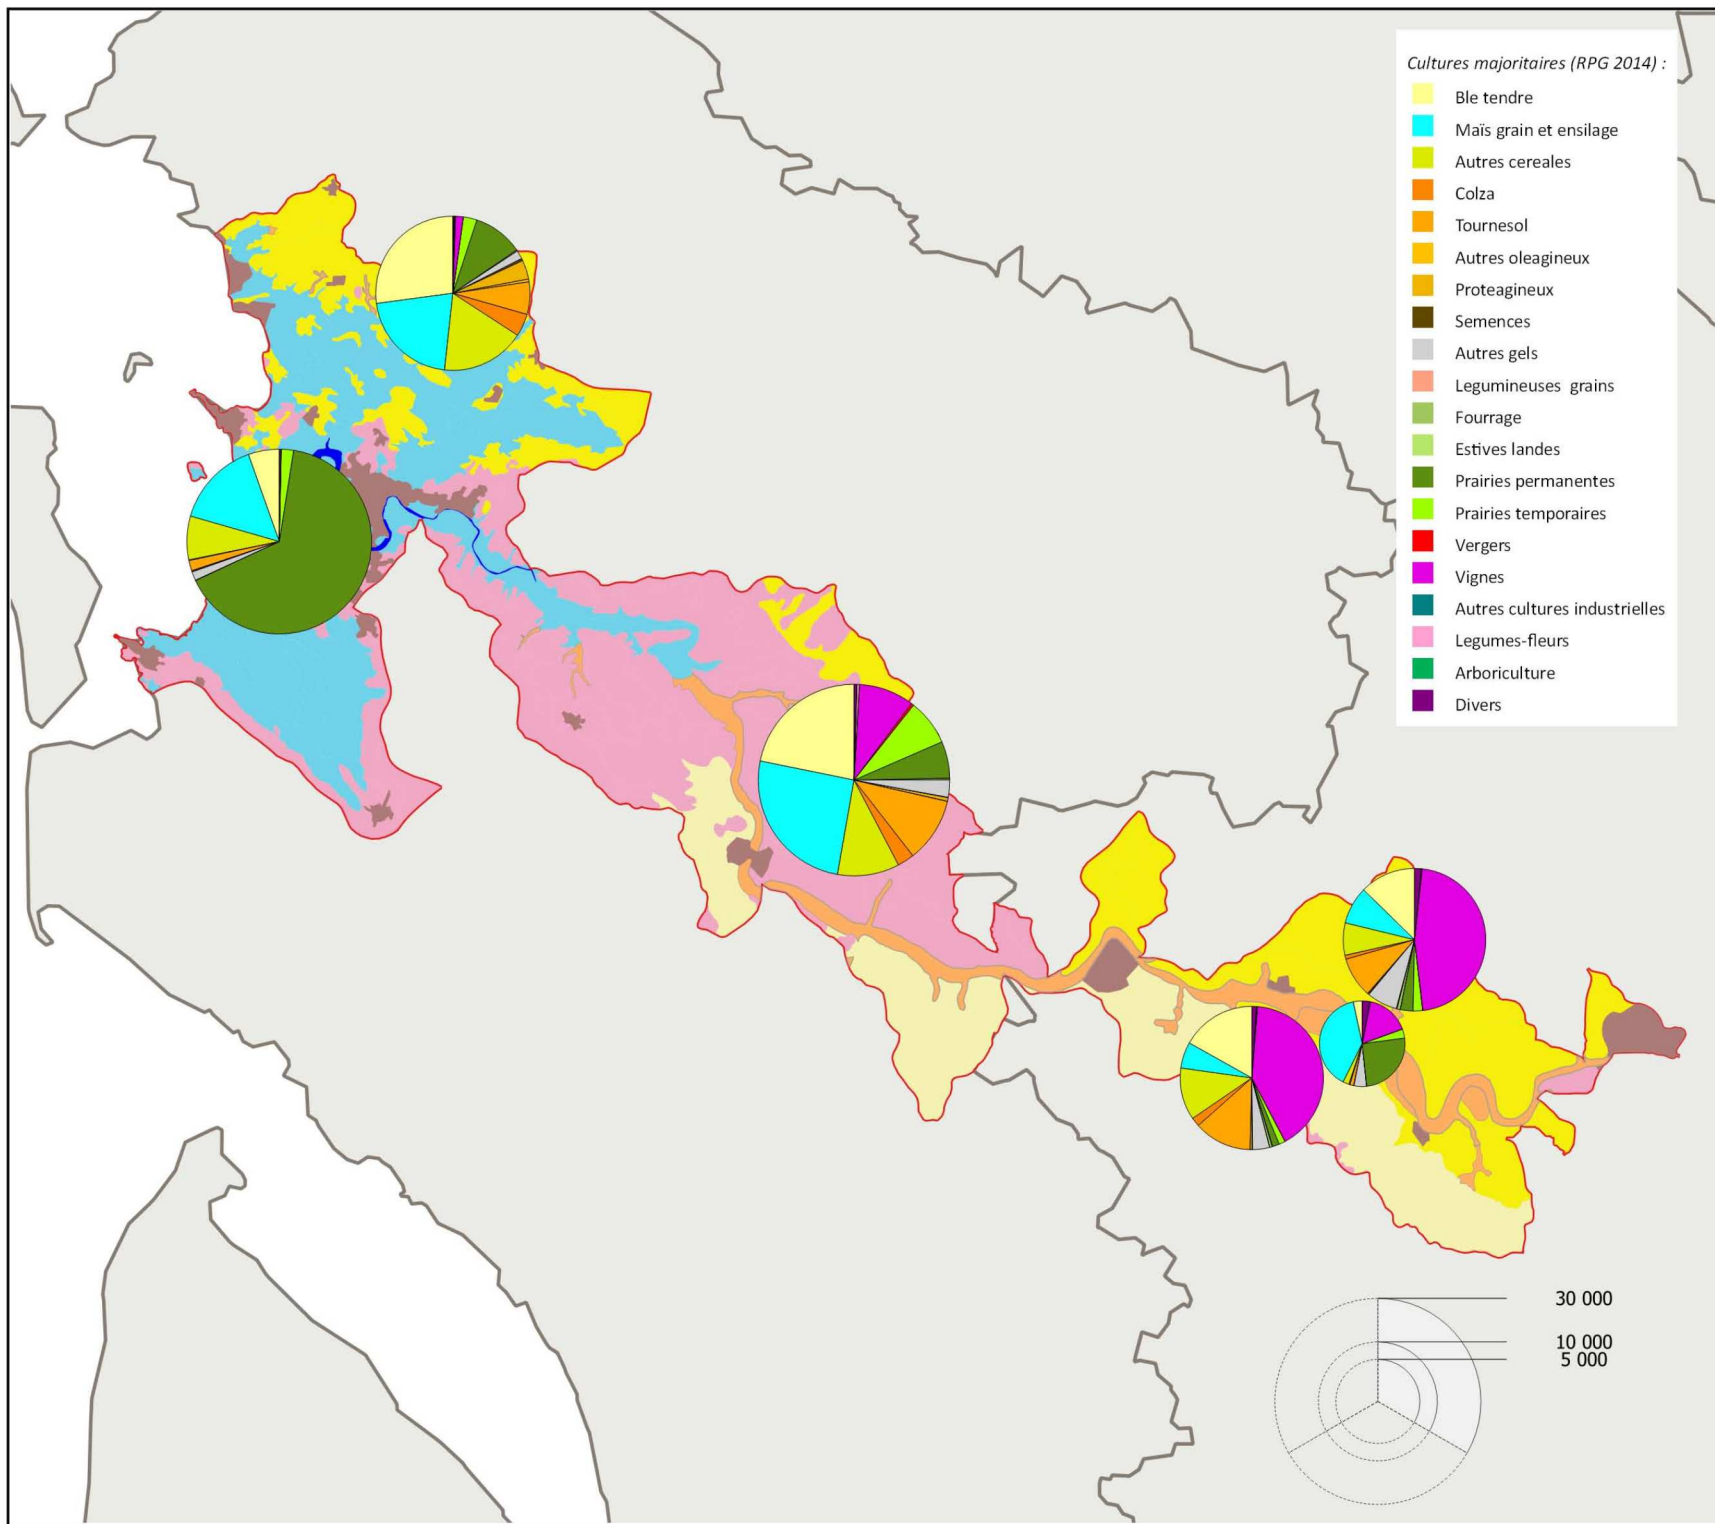 Cultures majoritaires (RPG 2014) :
Ble tendre
Maïs grain et ensilage
Autres cereales
Colza
Tournesol
Autres oleagineux
Proteagineux
Semences
Autres gels
Legumineuses grains
Fourrage
Estives landes
Prairies permanentes
Prairies temporaires
Vergers
Vignes
Autres cultures industrielles
Legumes-fleurs
Arboriculture
Divers
30 000
10 000
5 000